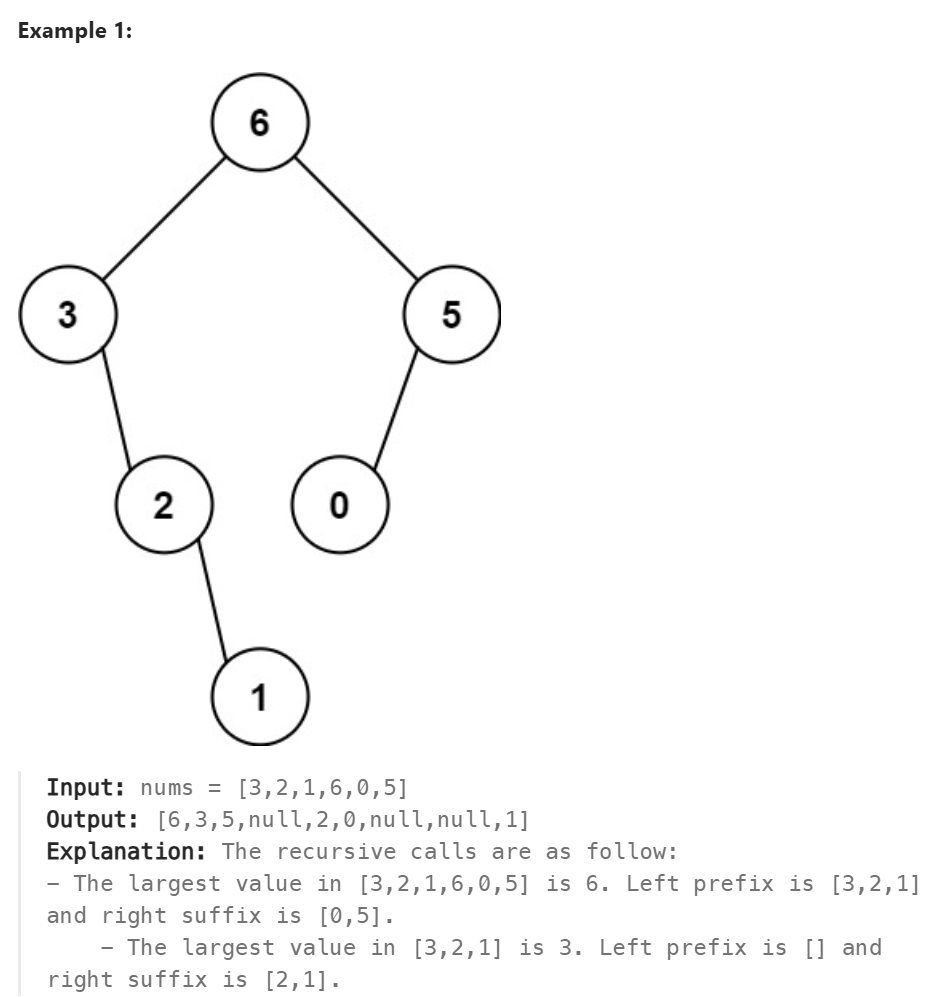 Example 1:
6
3 5
2 0
1
Input: nums = [3,2,1,6,0,5]
Output: [6,3,5,null,2,0,null,null,1]
Explanation: The recursive calls are as follow:
- The largest value in [3,2,1,6,0,5] is 6. Left prefix is [3,2,1]
and right suffix is [0,5].
- The largest value in [3,2,1] is 3. Left prefix is [] and
right suffix is [2,1].